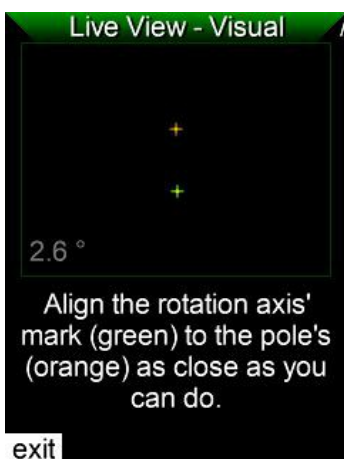 Live View - Visual
2.6 °
Align the rotation axis'
mark (green) to the pole's
(orange) as close as you
can do.
exit